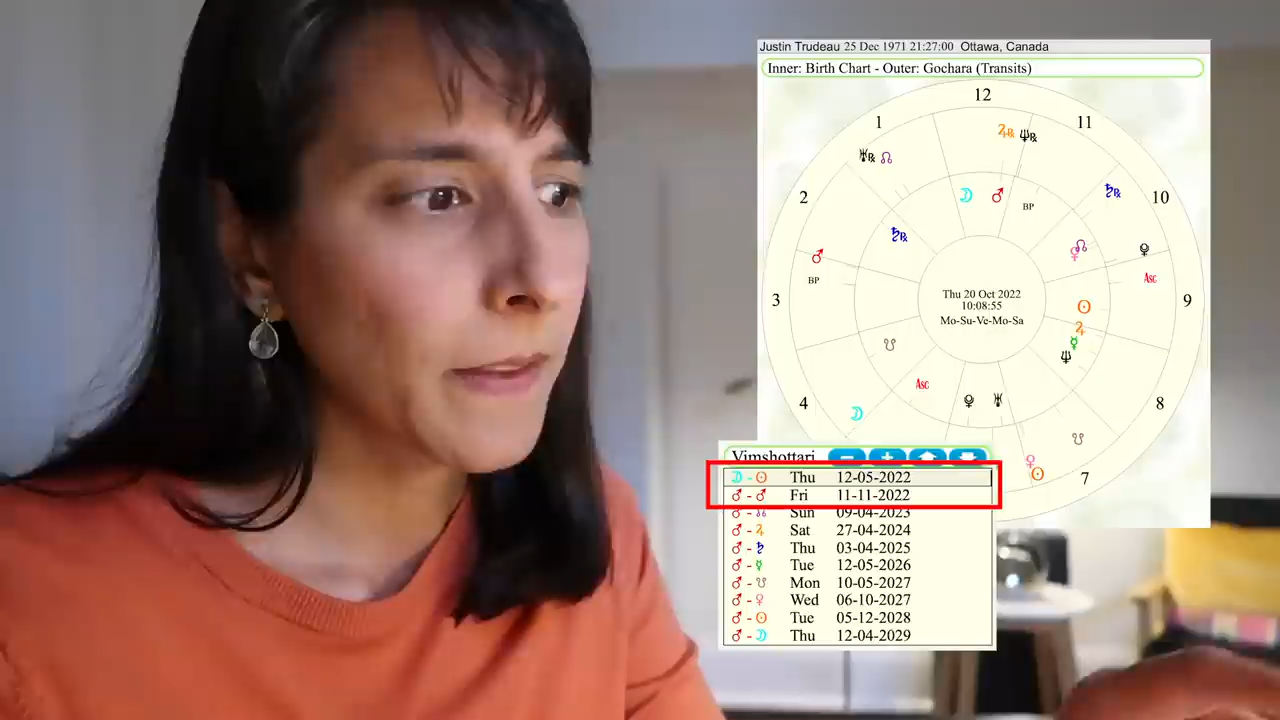 Justin Trudeau 25 Dec 1971 21:27:00 Ottawa, Canada
Inner: Birth Chart - Outer: Gochara (Transits)
12
1
11
♃℞ ♆℞
♅℞ ☊
2
☽ ♂
BP
♄℞
10
♄℞
♀☊
♂
BP
♇
Asc
3
Thu 20 Oct 2022
10:08:55
Mo-Su-Ve-Mo-Sa
☉
♃
☿
♆
9
☋
Asc
♇ ♅
4
☽
8
☋
♀
☉
7
Vimshottari
☽ - ☉ Thu 12-05-2022
♂ - ♂ Fri 11-11-2022
♂ - ☊ Sun 09-04-2023
♂ - ♃ Sat 27-04-2024
♂ - ♄ Thu 03-04-2025
♂ - ☿ Tue 12-05-2026
♂ - ☋ Mon 10-05-2027
♂ - ♀ Wed 06-10-2027
♂ - ☉ Tue 05-12-2028
♂ - ☽ Thu 12-04-2029